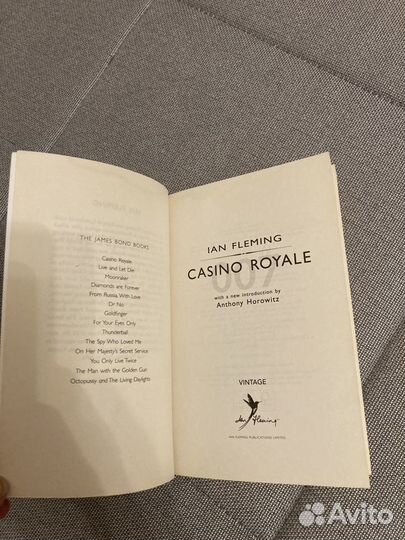 THE JAMES BOND BOOKS
Casino Royale
Live and Let Die
Moonraker
Diamonds are Forever
From Russia With Love
Dr No
Goldfinger
For Your Eyes Only
Thunderball
The Spy Who Loved Me
On Her Majesty's Secret Service
You Only Live Twice
The Man with the Golden Gun
Octopussy and The Living Daylights
IAN FLEMING
CASINO ROYALE
with a new introduction by
Anthony Horowitz
VINTAGE
Ian Fleming
IAN FLEMING PUBLICATIONS LIMITED
Avito